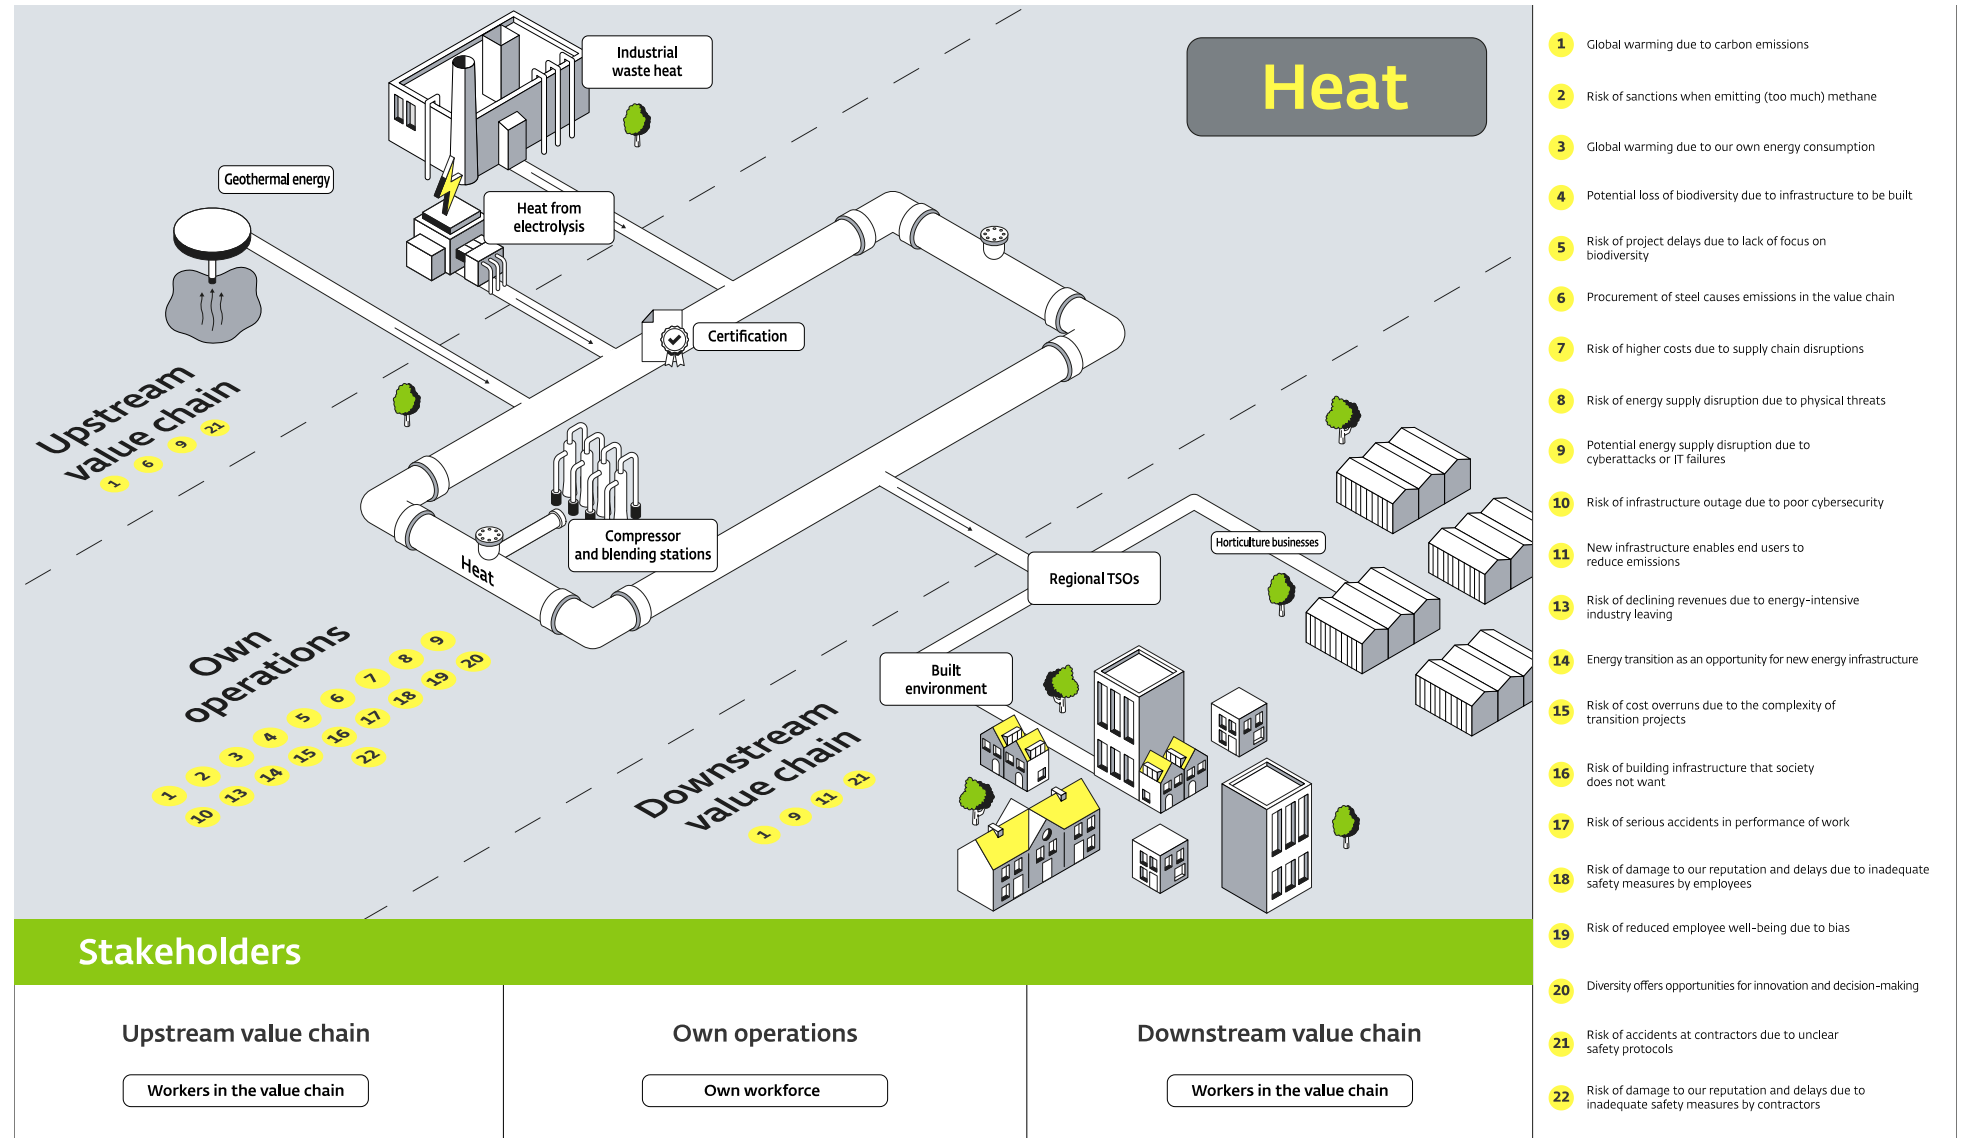 Heat
Industrial
waste heat
Geothermal energy
Heat from
electrolysis
Certification
Compressor
and blending stations
Heat
Regional TSOs
Horticulture businesses
Built
environment
Upstream
value chain
1 6 9 21
Own
operations
1 2 3 4 5 6 7 8 9
10 13 14 15 16 17 18 19 20
22
Downstream
value chain
1 9 11 21
Stakeholders
Upstream value chain
Workers in the value chain
Own operations
Own workforce
Downstream value chain
Workers in the value chain
1 Global warming due to carbon emissions
2 Risk of sanctions when emitting (too much) methane
3 Global warming due to our own energy consumption
4 Potential loss of biodiversity due to infrastructure to be built
5 Risk of project delays due to lack of focus on
biodiversity
6 Procurement of steel causes emissions in the value chain
7 Risk of higher costs due to supply chain disruptions
8 Risk of energy supply disruption due to physical threats
9 Potential energy supply disruption due to
cyberattacks or IT failures
10 Risk of infrastructure outage due to poor cybersecurity
11 New infrastructure enables end users to
reduce emissions
13 Risk of declining revenues due to energy-intensive
industry leaving
14 Energy transition as an opportunity for new energy infrastructure
15 Risk of cost overruns due to the complexity of
transition projects
16 Risk of building infrastructure that society
does not want
17 Risk of serious accidents in performance of work
18 Risk of damage to our reputation and delays due to inadequate
safety measures by employees
19 Risk of reduced employee well-being due to bias
20 Diversity offers opportunities for innovation and decision-making
21 Risk of accidents at contractors due to unclear
safety protocols
22 Risk of damage to our reputation and delays due to
inadequate safety measures by contractors